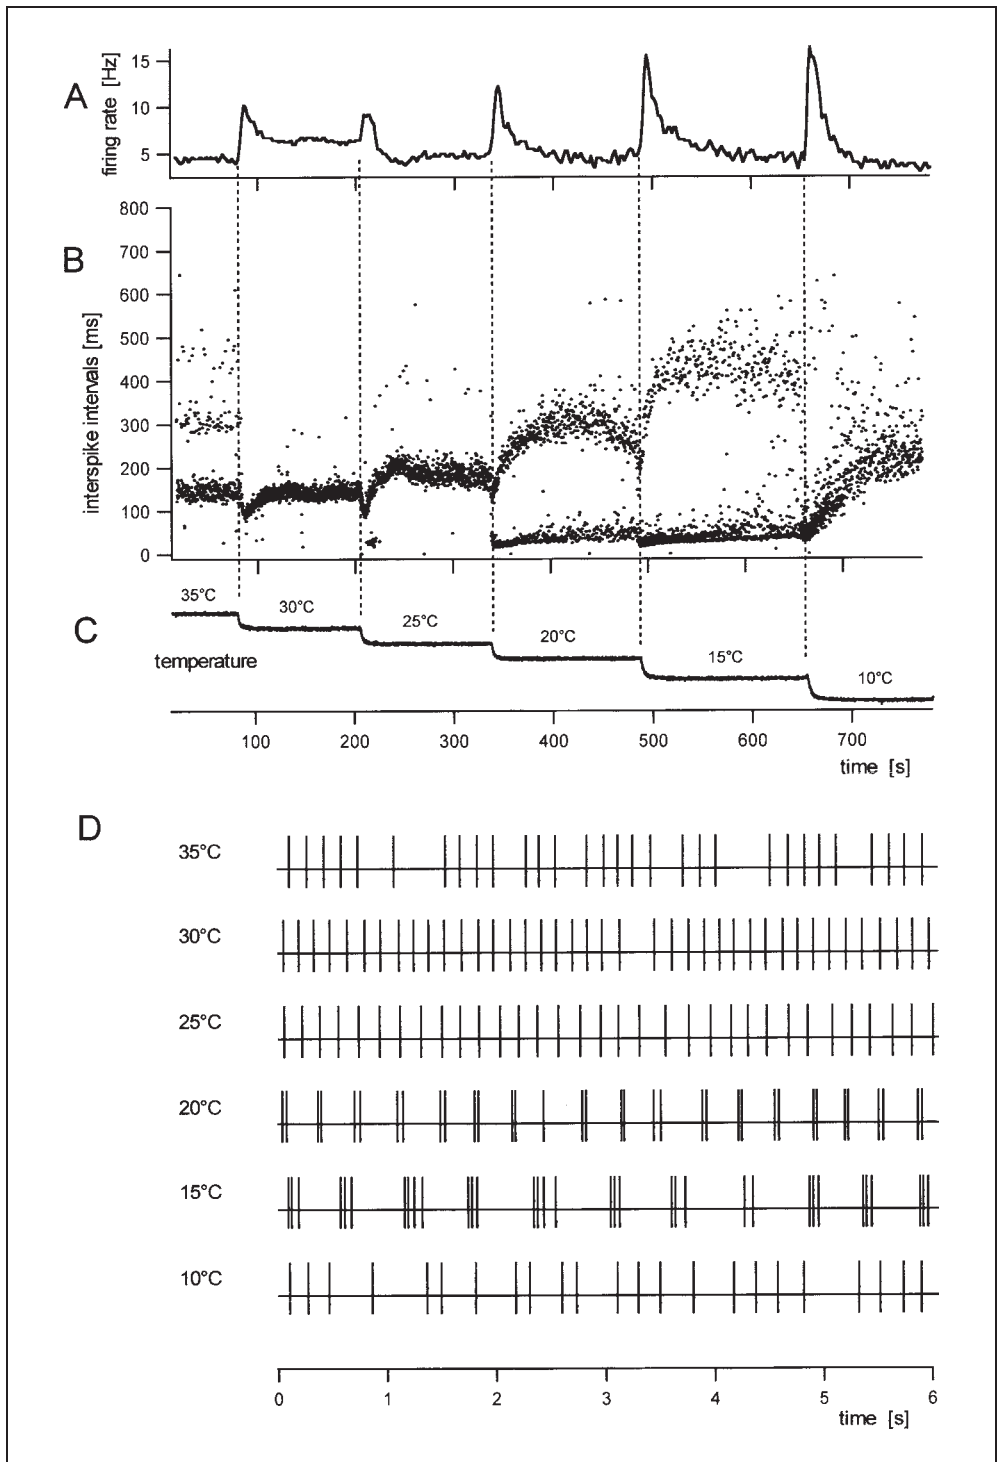 A
firing rate [Hz]
15
10
5
B
interspike intervals [ms]
800
700
600
500
400
300
200
100
0
C
35°C
30°C
25°C
20°C
15°C
10°C
temperature
100 200 300 400 500 600 700
time [s]
D
35°C
30°C
25°C
20°C
15°C
10°C
0 1 2 3 4 5 6
time [s]